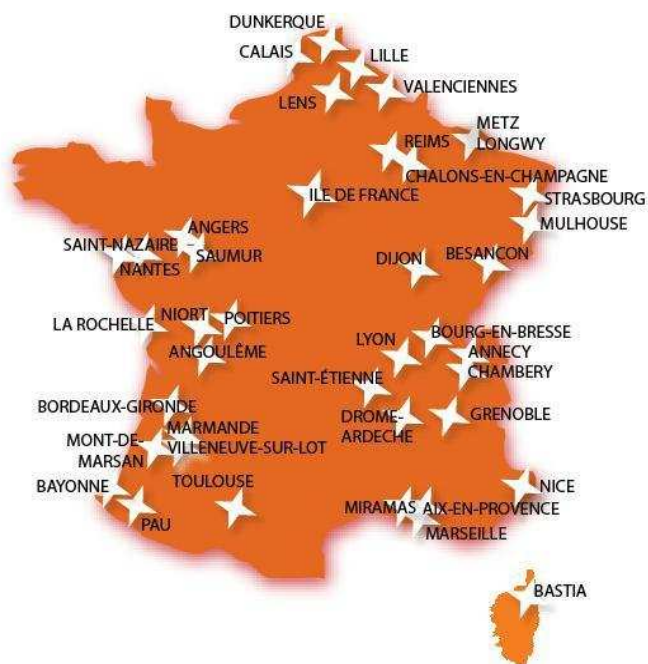 DUNKERQUE
CALAIS
LILLE
VALENCIENNES
LENS
METZ
LONGWY
REIMS
CHALONS-EN-CHAMPAGNE
ILE DE FRANCE
STRASBOURG
MULHOUSE
ANGERS
SAINT-NAZAIRE
SAUMUR
NANTES
DIJON
BESANCON
LA ROCHELLE
NIORT
POITIERS
ANGOULÊME
LYON
BOURG-EN-BRESSE
ANNECY
CHAMBERY
SAINT-ÉTIENNE
BORDEAUX-GIRONDE
DROME-
ARDECHE
GRENOBLE
MARMANDE
VILLENEUVE-SUR-LOT
MONT-DE-
MARSAN
BAYONNE
TOULOUSE
PAU
NICE
MIRAMAS
AIX-EN-PROVENCE
MARSEILLE
BASTIA